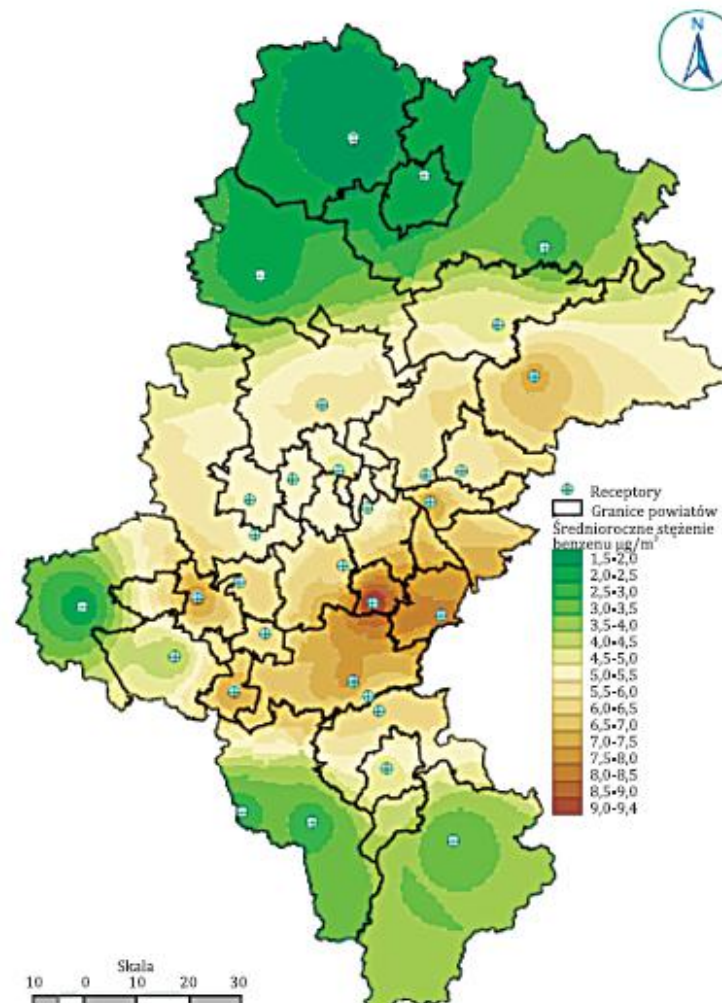 N
Receptory
Granice powiatów
Średnioroczne stężenie
benzenu µg/m³
1,5•2,0
2,0•2,5
2,5•3,0
3,0•3,5
3,5•4,0
4,0•4,5
4,5•5,0
5,0•5,5
5,5•6,0
6,0•6,5
6,5•7,0
7,0•7,5
7,5•8,0
8,0•8,5
8,5•9,0
9,0•9,4
Skala
10 0 10 20 30